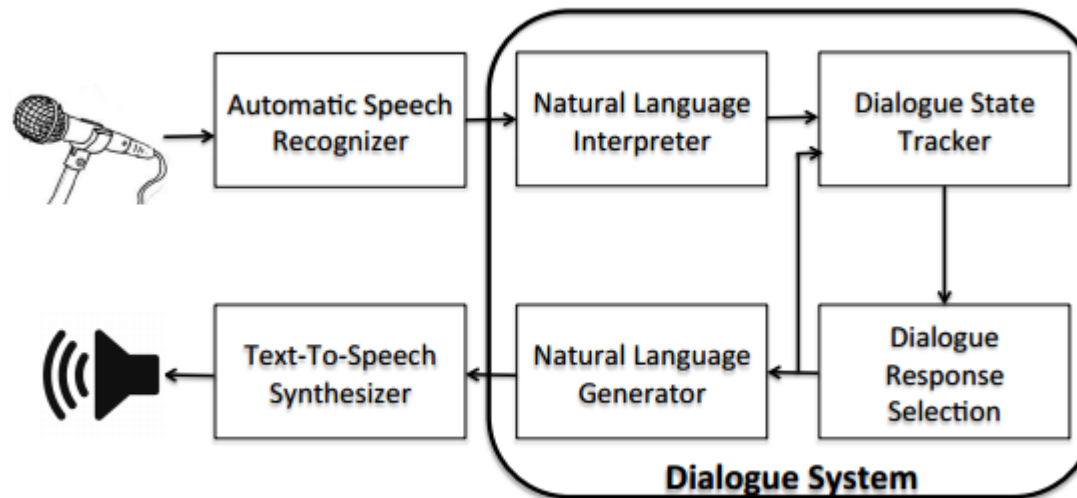 Automatic Speech
Recognizer
Natural Language
Interpreter
Dialogue State
Tracker
Text-To-Speech
Synthesizer
Natural Language
Generator
Dialogue
Response
Selection
Dialogue System